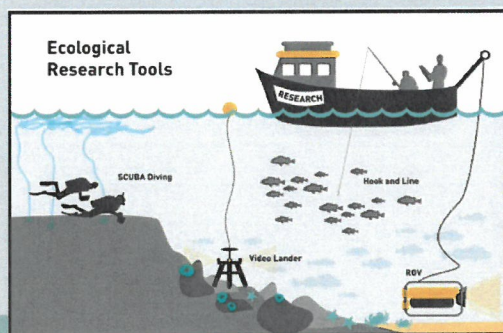 Ecological
Research Tools
RESEARCH
SCUBA Diving
Hook and Line
Video Lander
ROV